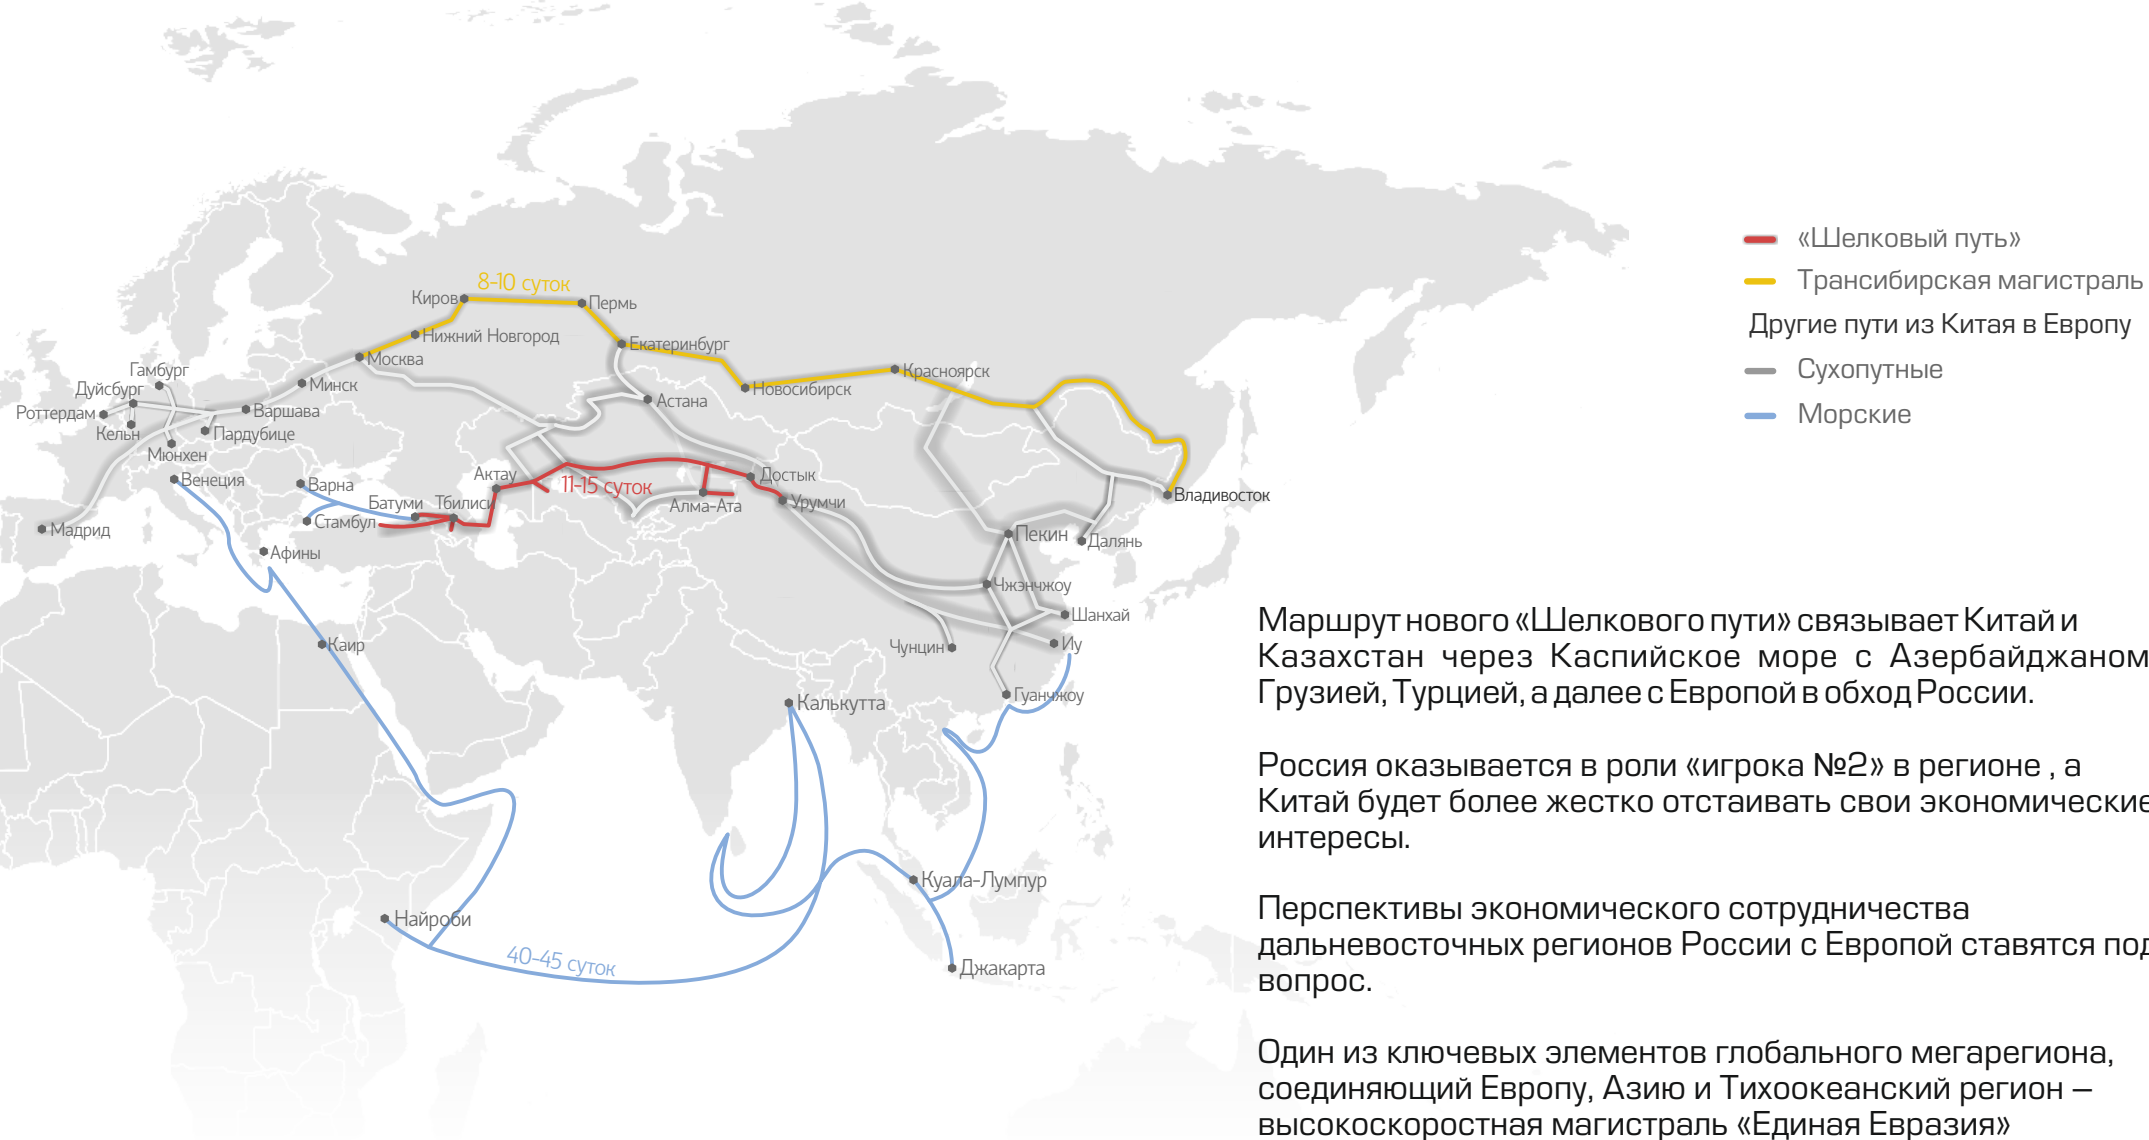 8-10 суток
Киров
Пермь
Нижний Новгород
Екатеринбург
Москва
Красноярск
Гамбург
Дуйсбург
Минск
Новосибирск
Роттердам
Варшава
Астана
Кельн
Пардубице
Мюнхен
Венеция
Варна
Актау
11-15 суток
Достык
Батуми
Тбилиси
Алма-Ата
Урумчи
Владивосток
Стамбул
Мадрид
Афины
Пекин
Далянь
Чжэнчжоу
Шанхай
Каир
Чунцин
Иу
Гуанчжоу
Калькутта
Куала-Лумпур
Найроби
40-45 суток
Джакарта
«Шелковый путь»
Трансибирская магистраль
Другие пути из Китая в Европу
Сухопутные
Морские
Маршрут нового «Шелкового пути» связывает Китай и
Казахстан через Каспийское море с Азербайджаном
Грузией, Турцией, а далее с Европой в обход России.
Россия оказывается в роли «игрока №2» в регионе , а
Китай будет более жестко отстаивать свои экономические
интересы.
Перспективы экономического сотрудничества
дальневосточных регионов России с Европой ставятся под
вопрос.
Один из ключевых элементов глобального мегарегиона,
соединяющий Европу, Азию и Тихоокеанский регион –
высокоскоростная магистраль «Единая Евразия»